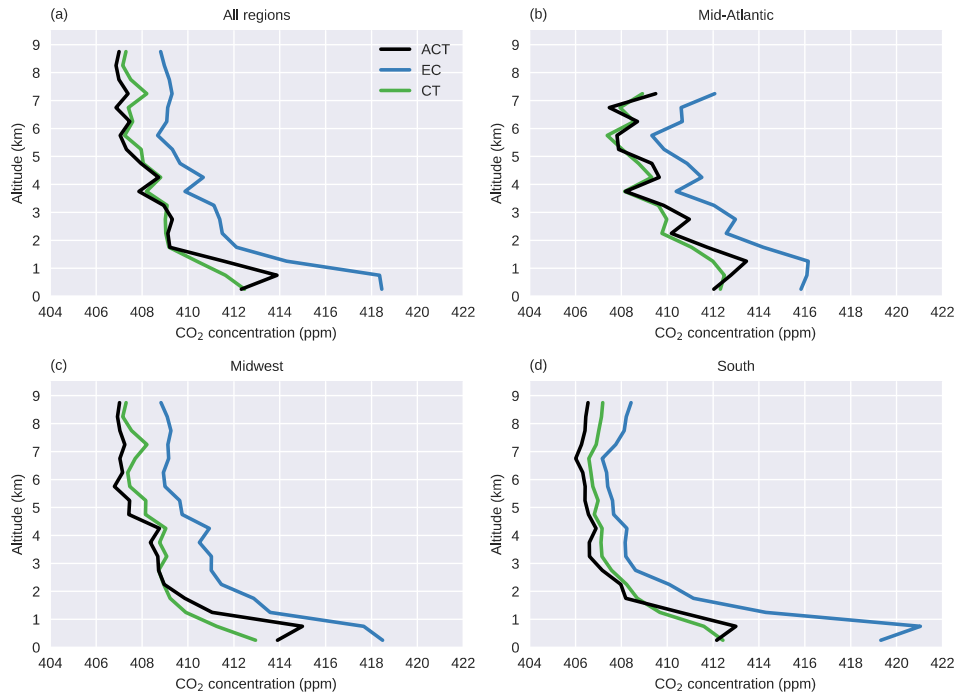 (a) All regions
ACT
EC
CT
Altitude (km)
9
8
7
6
5
4
3
2
1
0
404 406 408 410 412 414 416 418 420 422
CO₂ concentration (ppm)
(b) Mid-Atlantic
Altitude (km)
9
8
7
6
5
4
3
2
1
0
404 406 408 410 412 414 416 418 420 422
CO₂ concentration (ppm)
(c) Midwest
Altitude (km)
9
8
7
6
5
4
3
2
1
0
404 406 408 410 412 414 416 418 420 422
CO₂ concentration (ppm)
(d) South
Altitude (km)
9
8
7
6
5
4
3
2
1
0
404 406 408 410 412 414 416 418 420 422
CO₂ concentration (ppm)